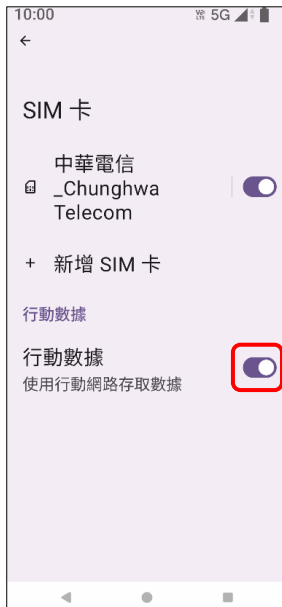 10:00 VoLTE 5G
SIM 卡
中華電信
_Chunghwa
Telecom
+ 新增 SIM 卡
行動數據
行動數據
使用行動網路存取數據